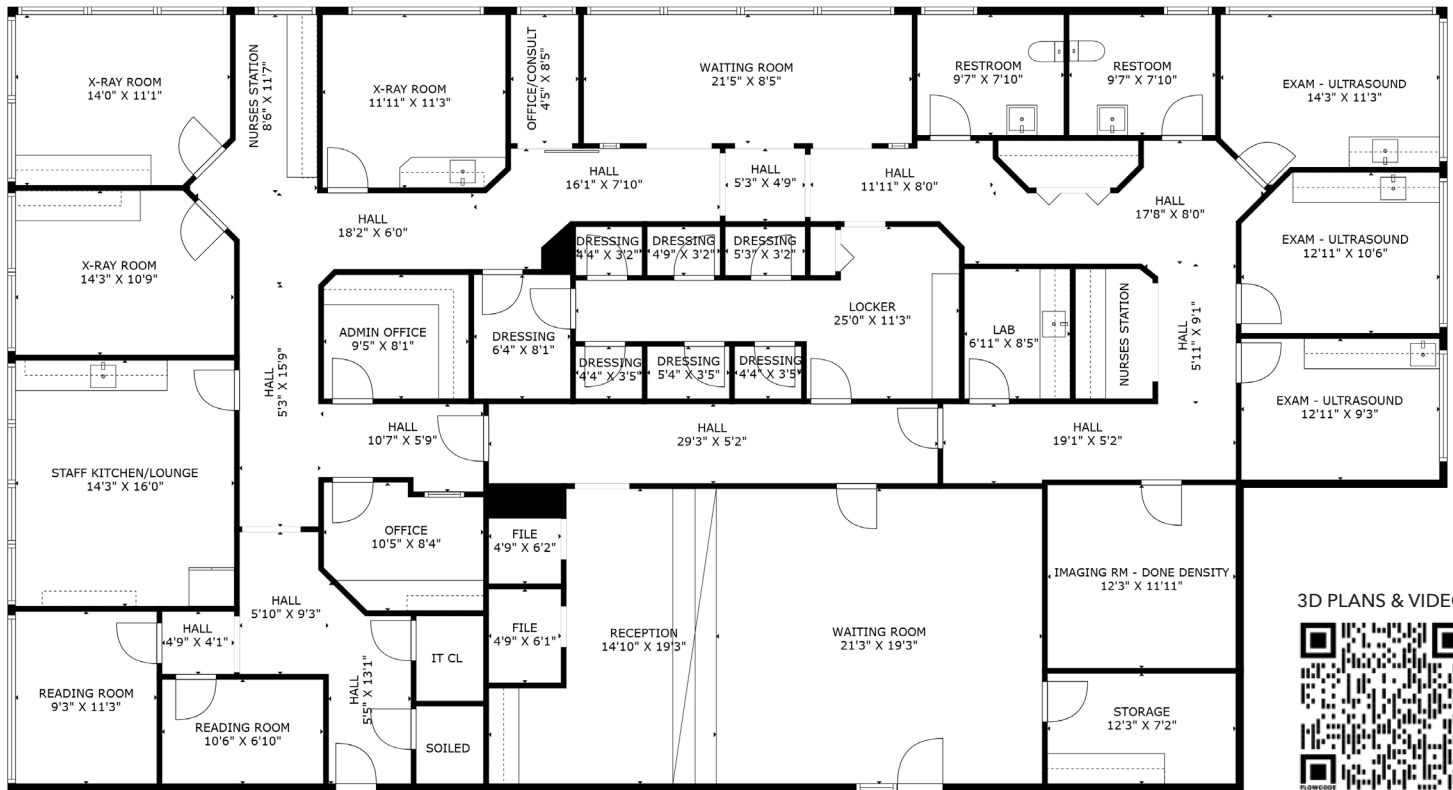 X-RAY ROOM
14'0" X 11'1"
NURSES STATION
8'6" X 11'7"
X-RAY ROOM
11'11" X 11'3"
OFFICE/CONSULT
4'5" X 8'5"
WAITING ROOM
21'5" X 8'5"
RESTROOM
9'7" X 7'10"
RESTOOM
9'7" X 7'10"
EXAM - ULTRASOUND
14'3" X 11'3"
HALL
16'1" X 7'10"
HALL
5'3" X 4'9"
HALL
11'11" X 8'0"
HALL
17'8" X 8'0"
HALL
18'2" X 6'0"
X-RAY ROOM
14'3" X 10'9"
DRESSING
4'4" X 3'2"
DRESSING
4'9" X 3'2"
DRESSING
5'3" X 3'2"
EXAM - ULTRASOUND
12'11" X 10'6"
ADMIN OFFICE
9'5" X 8'1"
DRESSING
6'4" X 8'1"
LOCKER
25'0" X 11'3"
LAB
6'11" X 8'5"
NURSES STATION
HALL
5'11" X 9'1"
HALL
5'3" X 15'9"
DRESSING
4'4" X 3'5"
DRESSING
5'4" X 3'5"
DRESSING
4'4" X 3'5"
EXAM - ULTRASOUND
12'11" X 9'3"
HALL
10'7" X 5'9"
HALL
29'3" X 5'2"
HALL
19'1" X 5'2"
STAFF KITCHEN/LOUNGE
14'3" X 16'0"
OFFICE
10'5" X 8'4"
FILE
4'9" X 6'2"
IMAGING RM - DONE DENSITY
12'3" X 11'11"
HALL
5'10" X 9'3"
HALL
4'9" X 4'1"
FILE
4'9" X 6'1"
RECEPTION
14'10" X 19'3"
WAITING ROOM
21'3" X 19'3"
3D PLANS & VIDEO
IT CL
READING ROOM
9'3" X 11'3"
READING ROOM
10'6" X 6'10"
HALL
5'5" X 13'1"
SOILED
STORAGE
12'3" X 7'2"
FLOWCODE